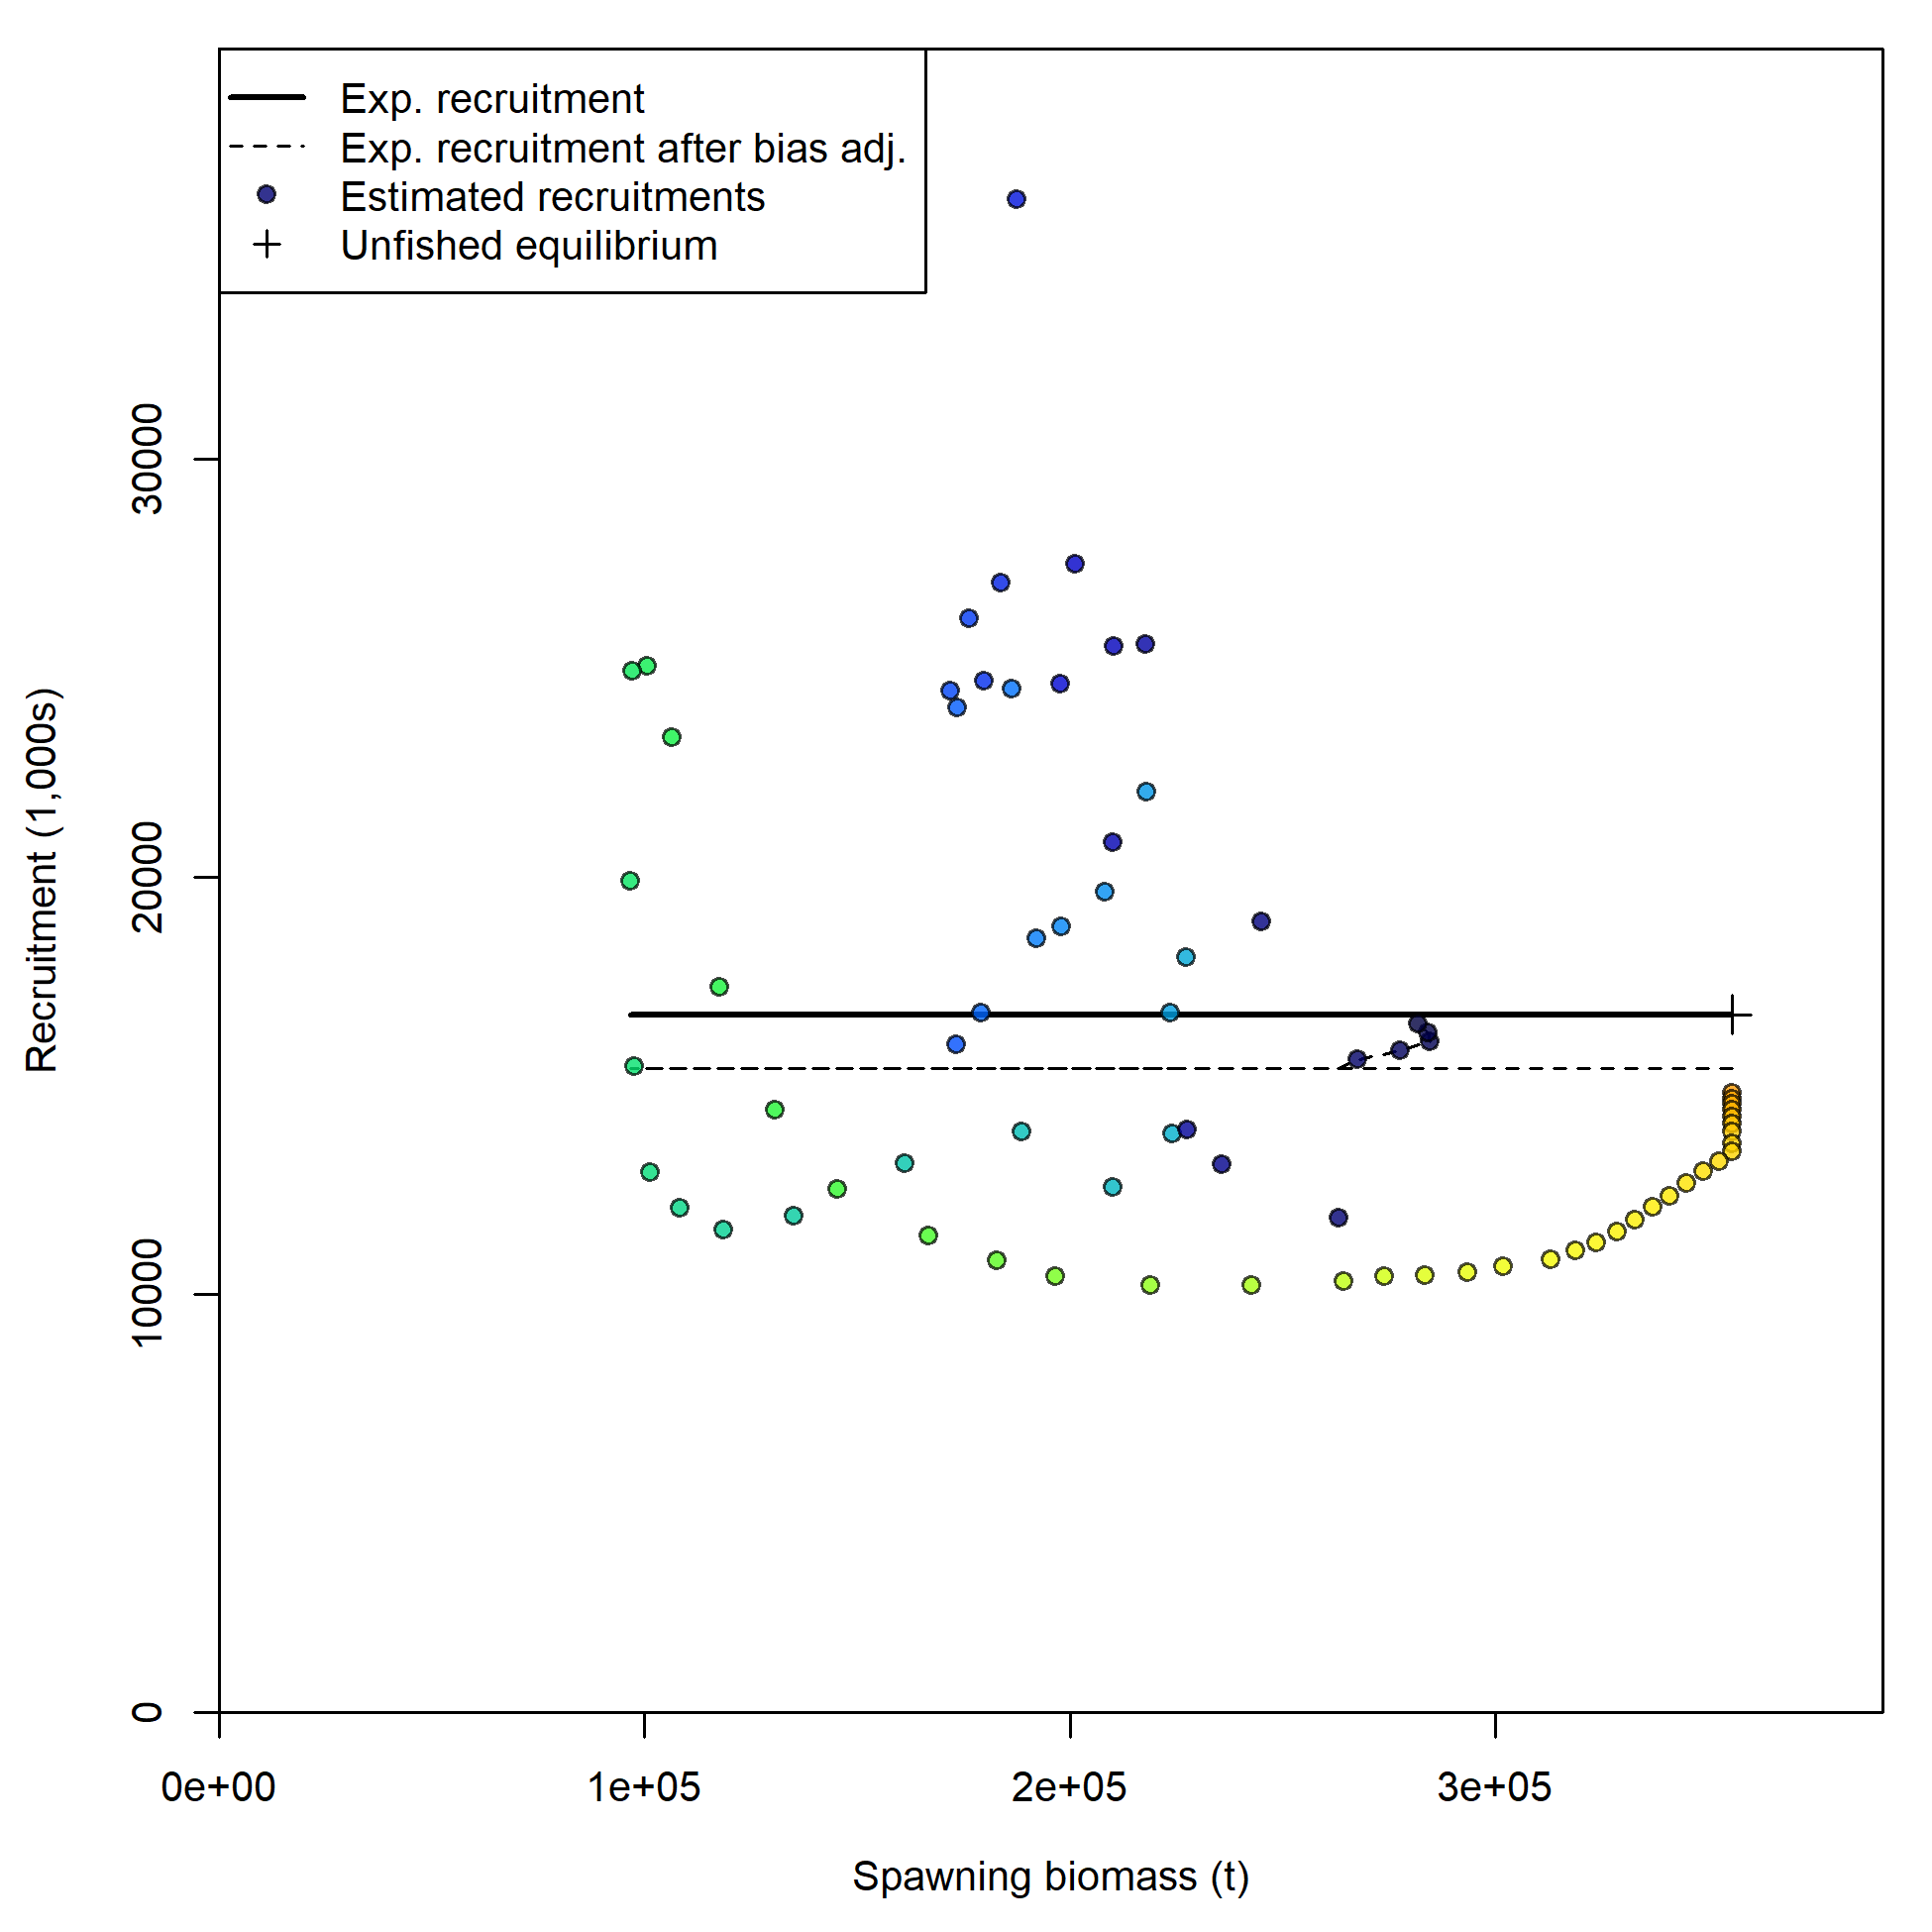 Exp. recruitment
Exp. recruitment after bias adj.
Estimated recruitments
Unfished equilibrium
Recruitment (1,000s)
30000
20000
10000
0
0e+00
1e+05
2e+05
3e+05
Spawning biomass (t)